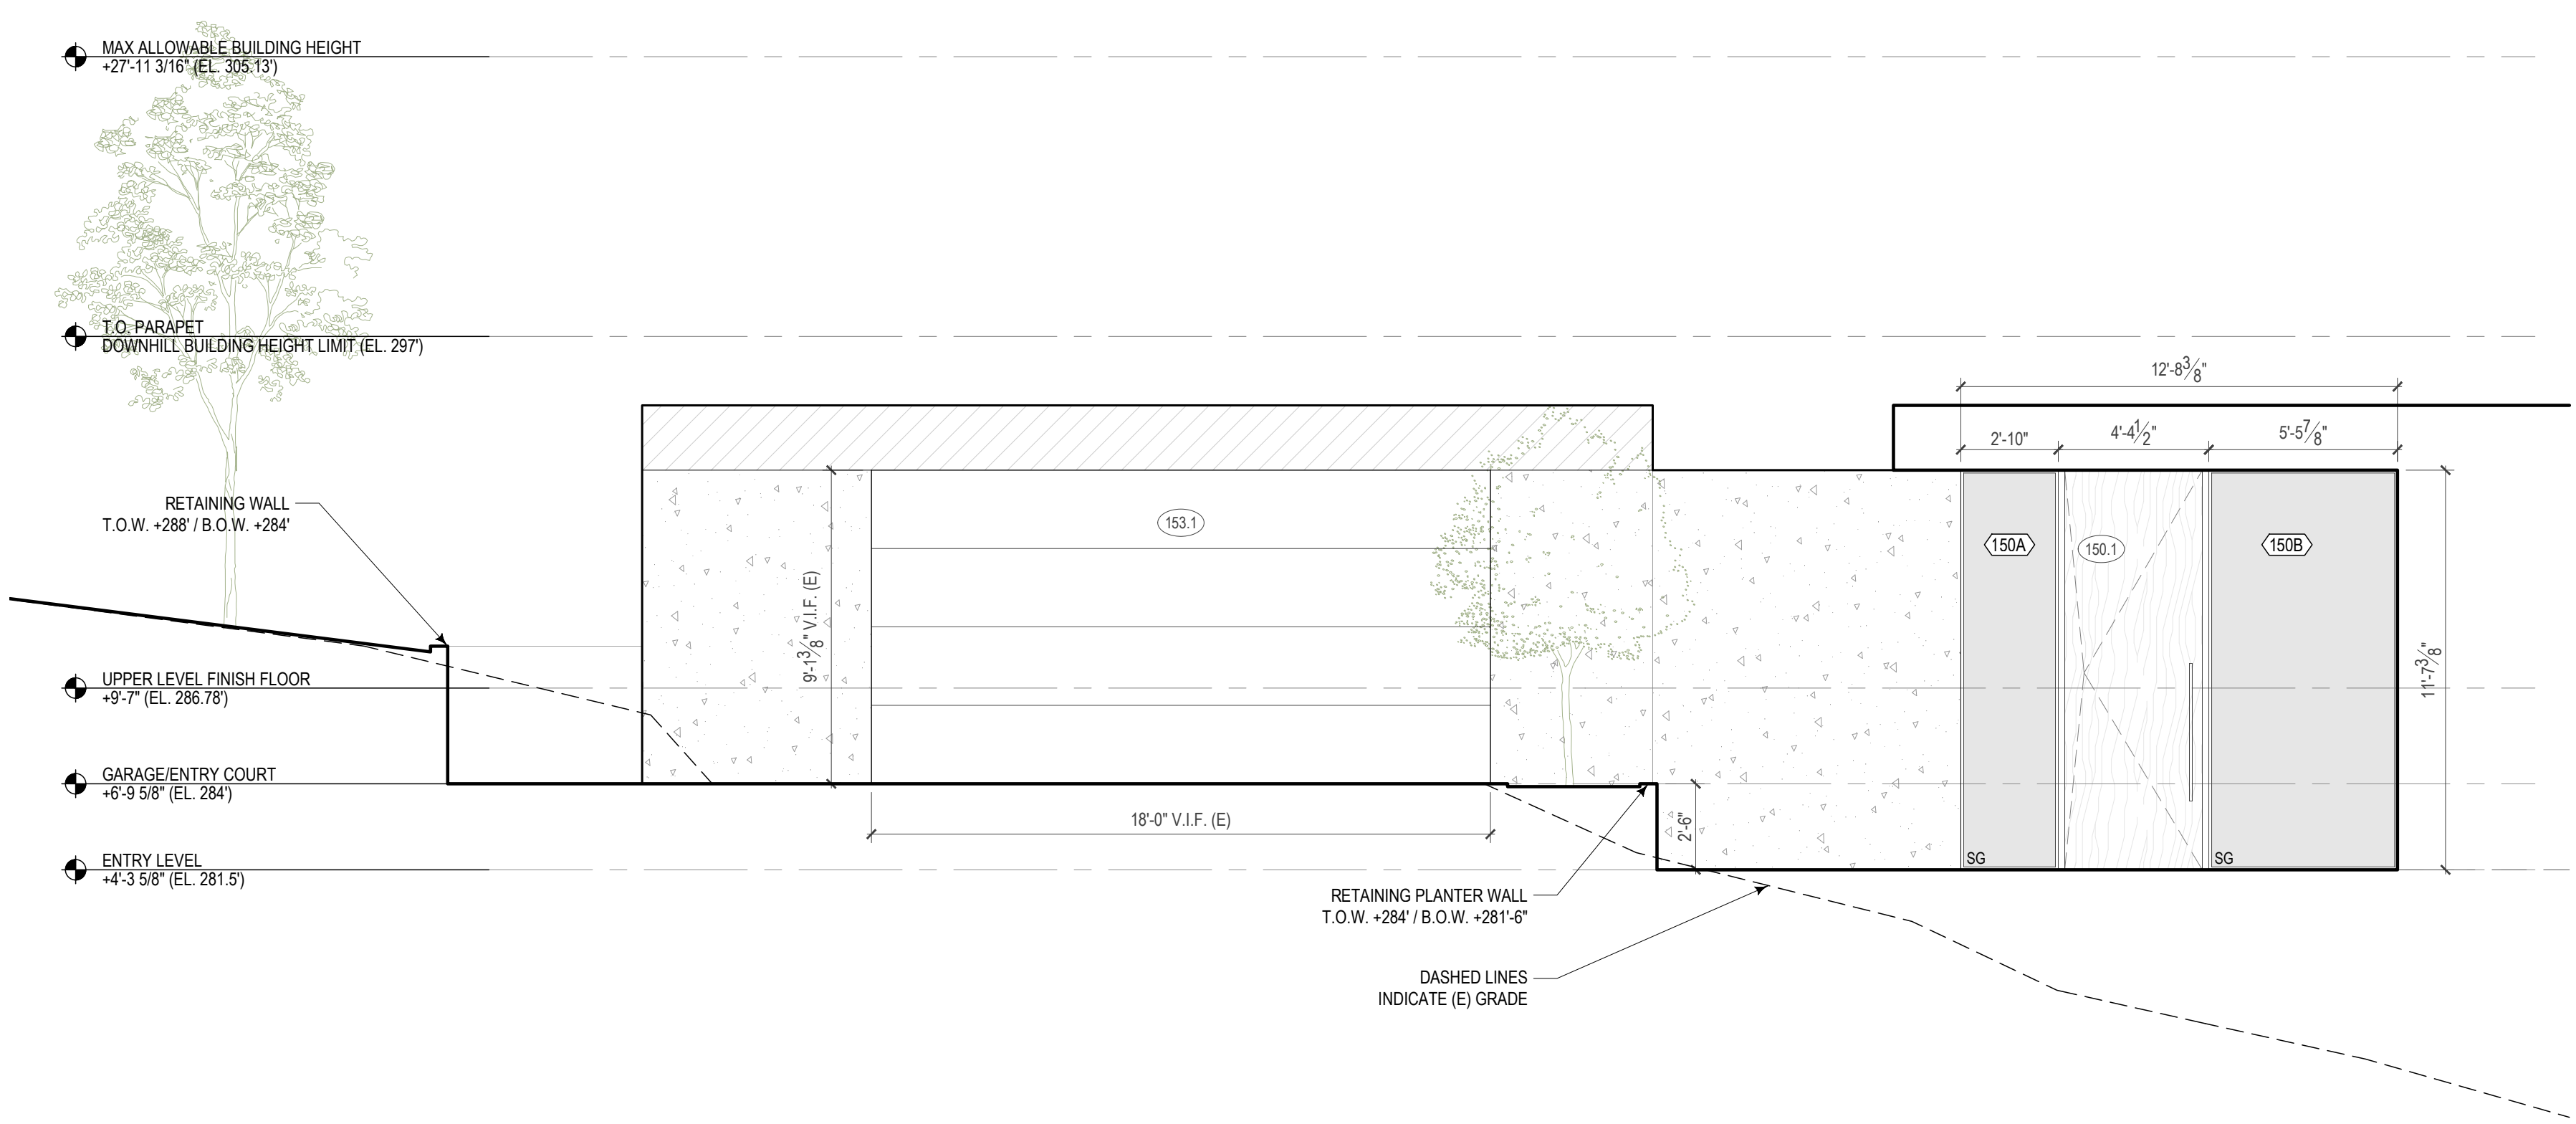 MAX ALLOWABLE BUILDING HEIGHT
+27'-11 3/16" (EL. 305.13')
T.O. PARAPET
DOWNHILL BUILDING HEIGHT LIMIT (EL. 297')
12'-8 3/8"
2'-10"
4'-4 1/2"
5'-5 7/8"
RETAINING WALL
T.O.W. +288' / B.O.W. +284'
153.1
150A
150.1
150B
9'-1 3/8" V.I.F. (E)
11'-7 3/8"
UPPER LEVEL FINISH FLOOR
+9'-7" (EL. 286.78')
GARAGE/ENTRY COURT
+6'-9 5/8" (EL. 284')
18'-0" V.I.F. (E)
2'-6"
ENTRY LEVEL
+4'-3 5/8" (EL. 281.5')
SG
SG
RETAINING PLANTER WALL
T.O.W. +284' / B.O.W. +281'-6"
DASHED LINES
INDICATE (E) GRADE